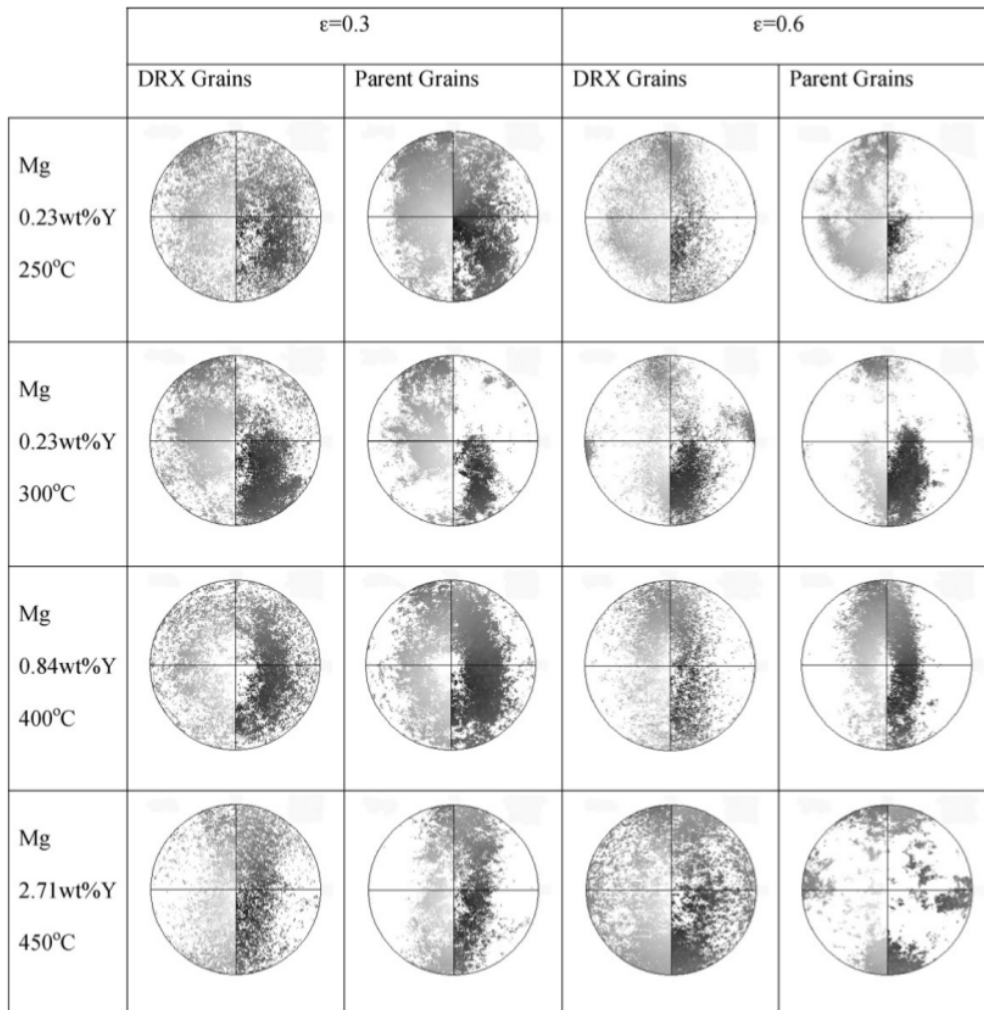 ε=0.3
ε=0.6
DRX Grains
Parent Grains
DRX Grains
Parent Grains
Mg
0.23wt%Y
250°C
Mg
0.23wt%Y
300°C
Mg
0.84wt%Y
400°C
Mg
2.71wt%Y
450°C